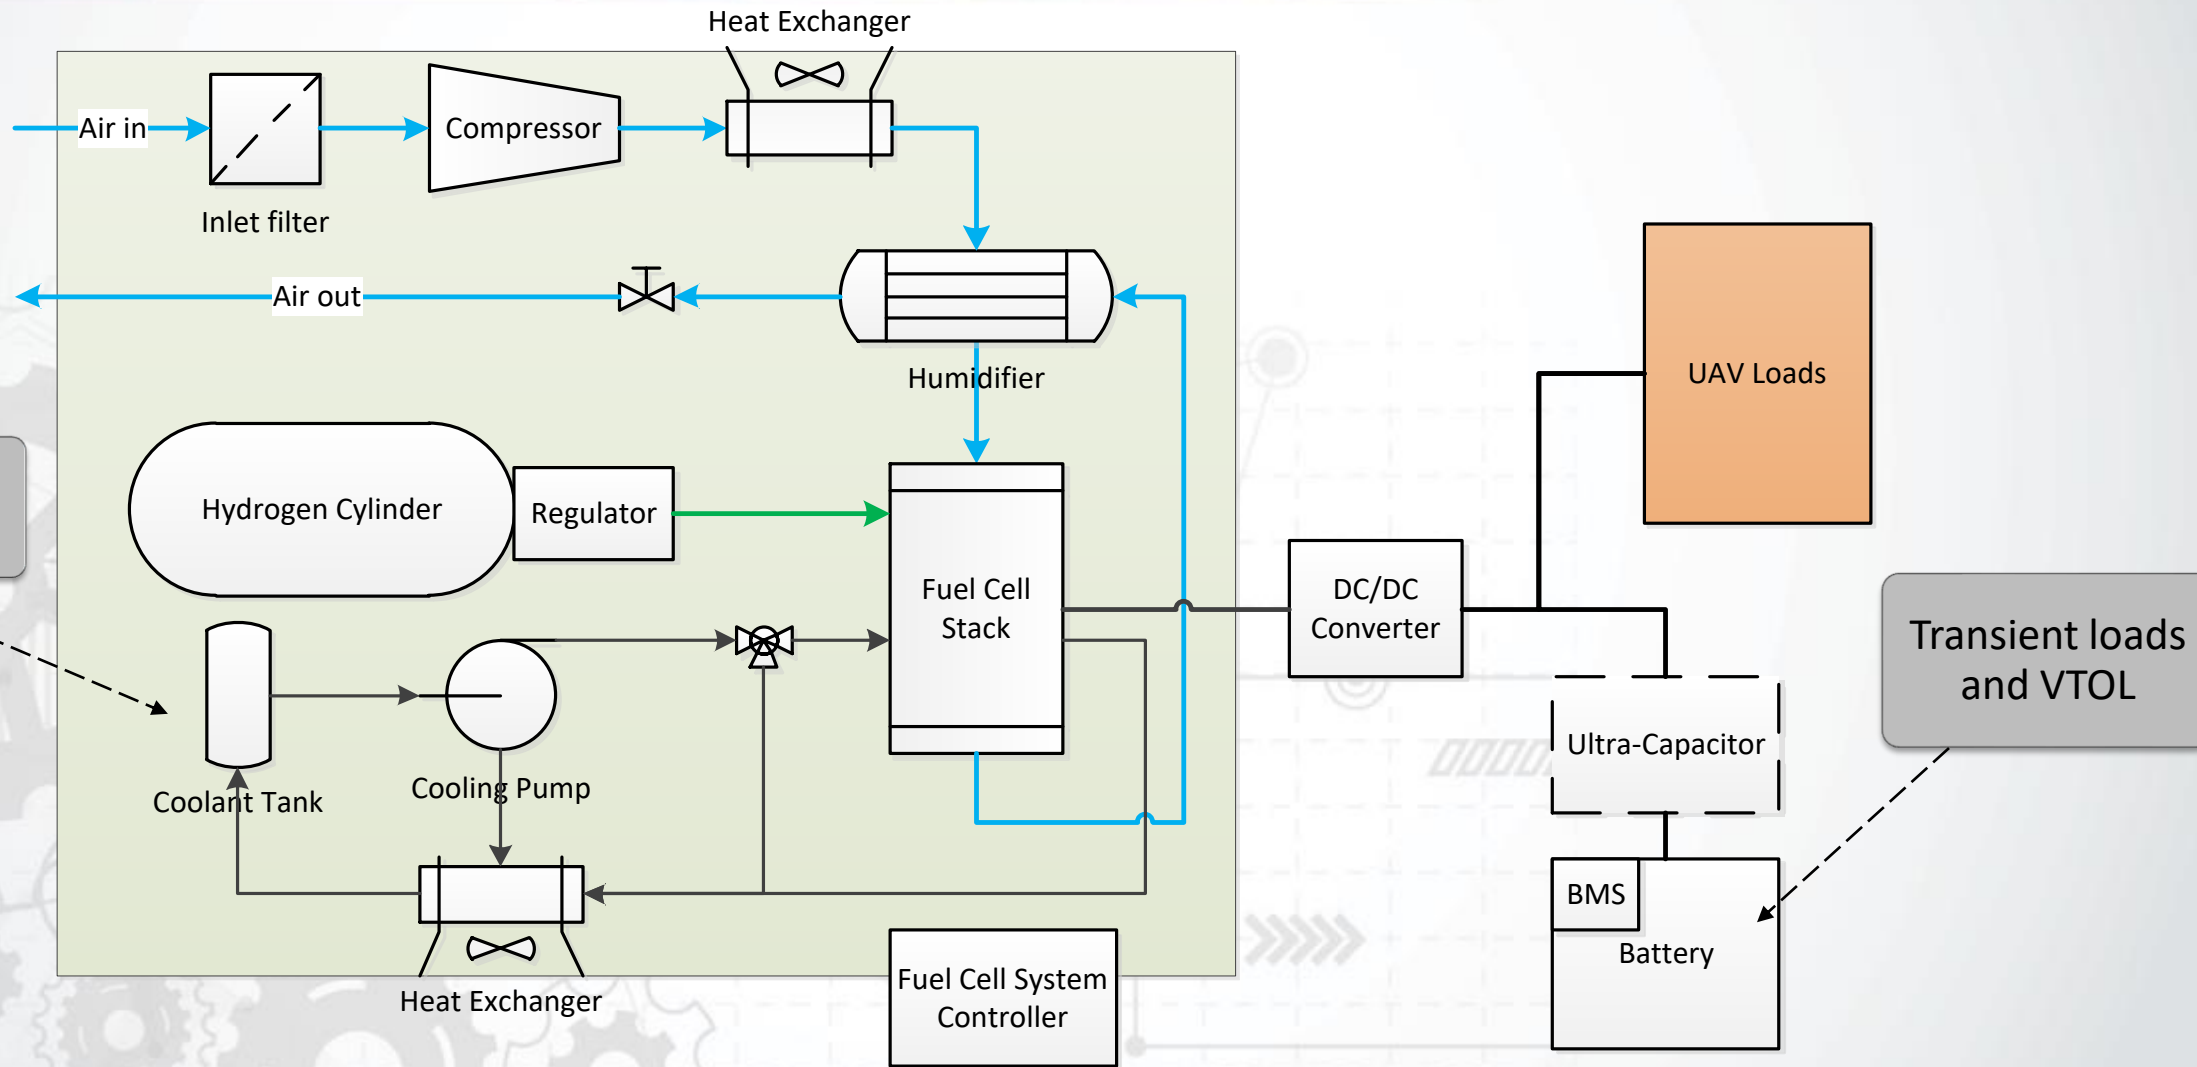 Heat Exchanger
Air in
Compressor
Inlet filter
Air out
Humidifier
UAV Loads
Hydrogen Cylinder
Regulator
Fuel Cell
Stack
DC/DC
Converter
Transient loads
and VTOL
Ultra-Capacitor
Coolant Tank
Cooling Pump
BMS
Battery
Heat Exchanger
Fuel Cell System
Controller